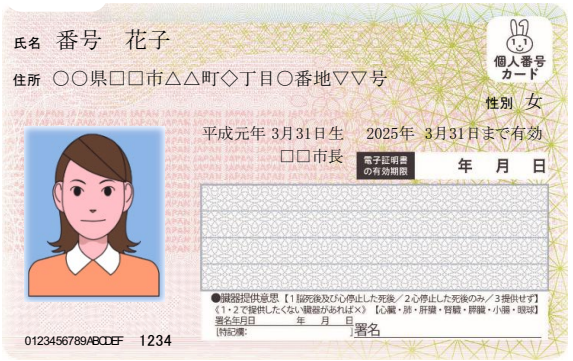 氏名 番号 花子
個人番号
カード
住所 〇〇県□□市△△町◇丁目〇番地▽▽号
性別 女
平成元年 3月31日生 2025年 3月31日まで有効
□□市長
電子証明書
の有効期限
年 月 日
●臓器提供意思【1脳死後及び心停止した死後／2心停止した死後のみ／3提供せず】
《1・2で提供したくない臓器があれば×》【心臓・肺・肝臓・腎臓・膵臓・小腸・眼球】
署名年月日 年 月 日
[特記欄: ] 署名
0123456789ABCDEF 1234